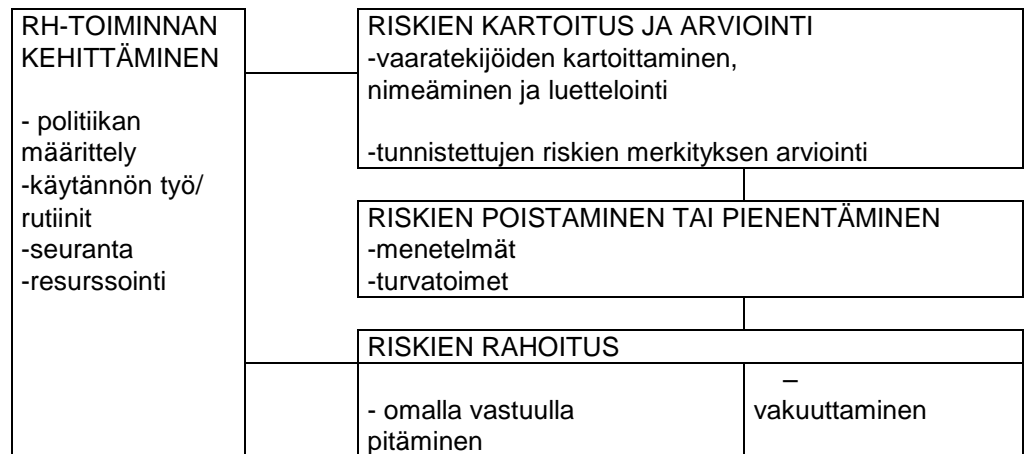 RH-TOIMINNAN
KEHITTÄMINEN
- politiikan
määrittely
-käytännön työ/
rutiinit
-seuranta
-resurssointi
RISKIEN KARTOITUS JA ARVIOINTI
-vaaratekijöiden kartoittaminen,
nimeäminen ja luettelointi
-tunnistettujen riskien merkityksen arviointi
RISKIEN POISTAMINEN TAI PIENENTÄMINEN
-menetelmät
-turvatoimet
RISKIEN RAHOITUS
- omalla vastuulla
pitäminen
–
vakuuttaminen